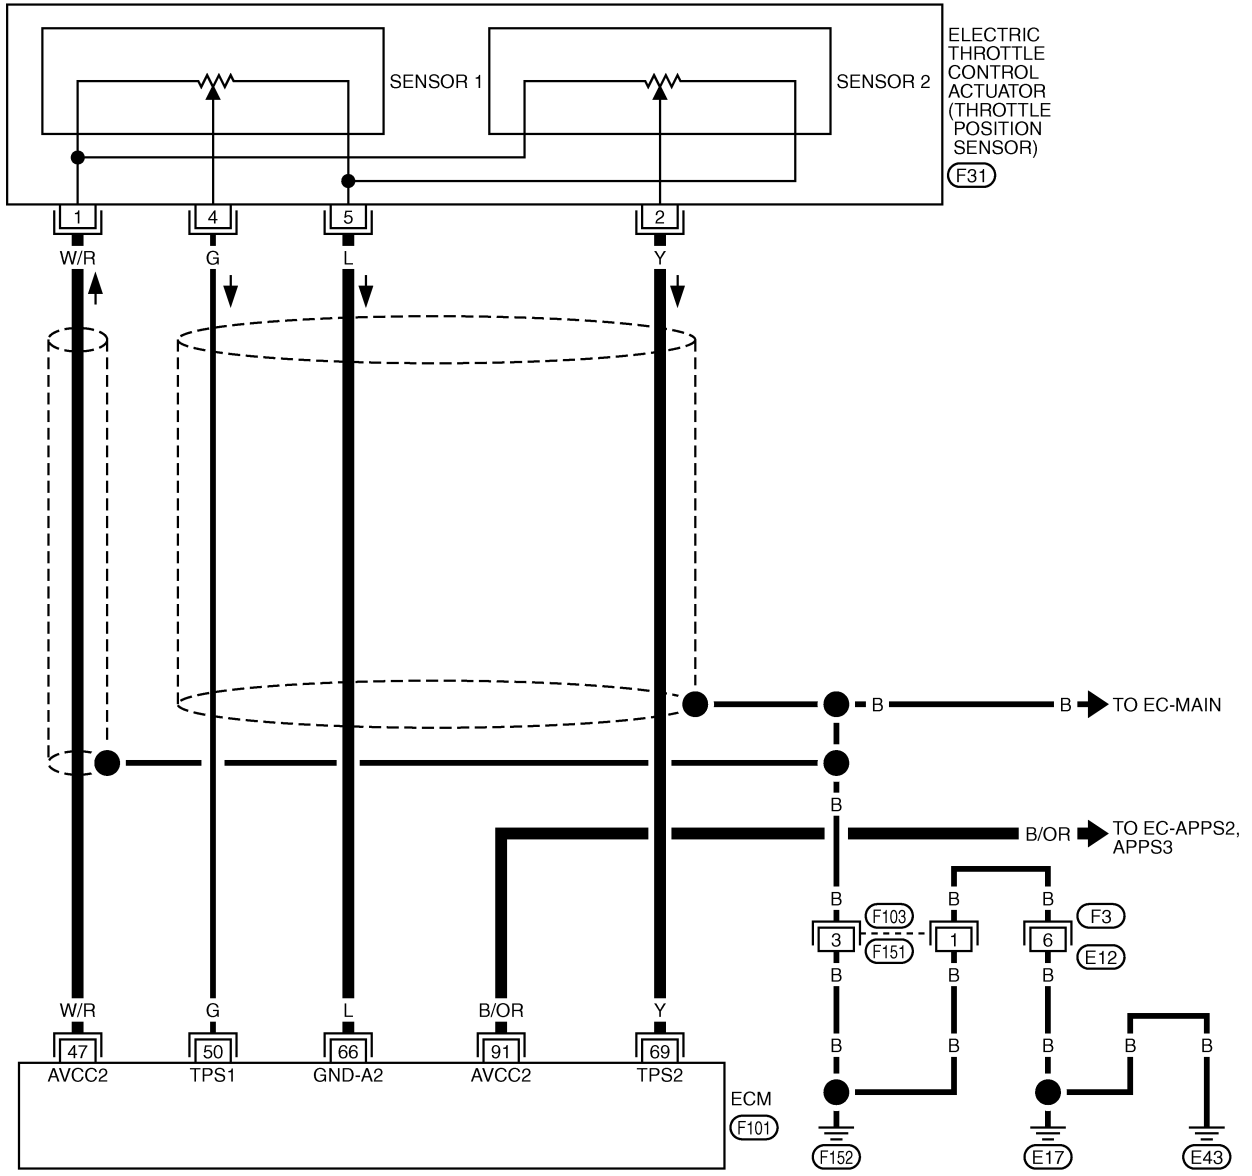 ELECTRIC
THROTTLE
CONTROL
ACTUATOR
(THROTTLE
POSITION
SENSOR)
F31
SENSOR 1
SENSOR 2
1 4 5 2
W/R G L Y
B B TO EC-MAIN
B
B/OR TO EC-APPS2,
APPS3
B B B
F103 F3
3 1 6
F151 E12
B B B
W/R G L B/OR Y
B B B B B
47 50 66 91 69
AVCC2 TPS1 GND-A2 AVCC2 TPS2
ECM
F101
F152 E17 E43